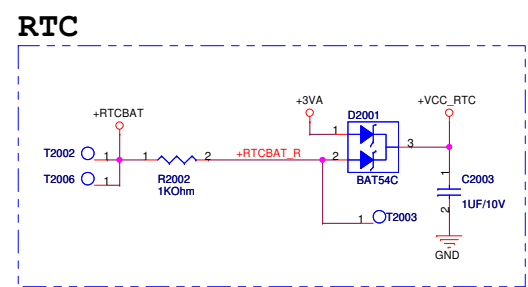 RTC
+RTCBAT
+3VA
D2001
+VCC_RTC
T2002 1
1 2
+RTCBAT_R
1
2
3
T2006 1
R2002
1KOhm
BAT54C
1
C2003
1UF/10V
2
1
T2003
GND